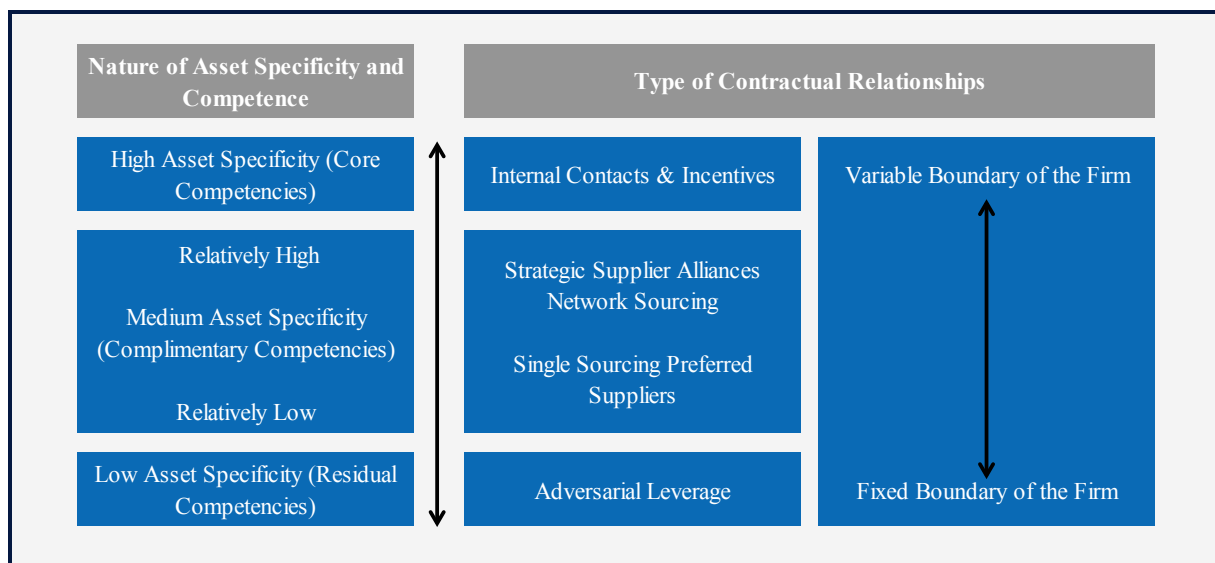 Nature of Asset Specificity and
Competence
Type of Contractual Relationships
High Asset Specificity (Core
Competencies)
Internal Contacts & Incentives
Variable Boundary of the Firm
Relatively High
Medium Asset Specificity
(Complimentary Competencies)
Relatively Low
Strategic Supplier Alliances
Network Sourcing
Single Sourcing Preferred
Suppliers
Low Asset Specificity (Residual
Competencies)
Adversarial Leverage
Fixed Boundary of the Firm